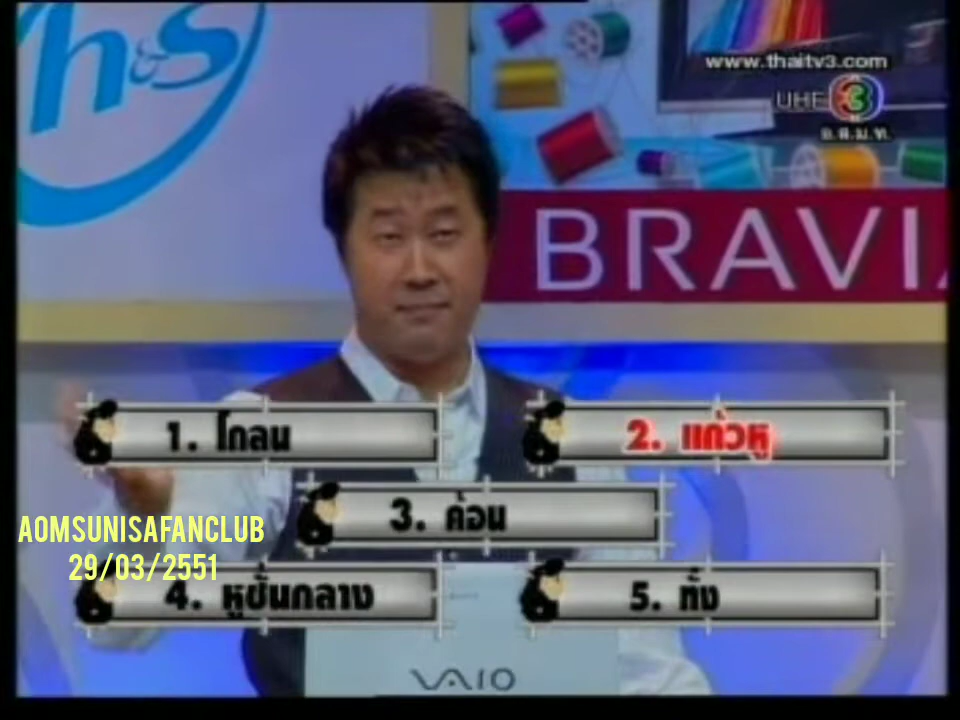 h&s
www.thaitv3.com
UHF 3
อ.ส.ม.ท.
BRAVIA
1. โกลน
2. แก้วหู
3. ค้อน
AOMSUNISAFANCLUB
29/03/2551
4. หูชั้นกลาง
5. ทั่ง
VAIO